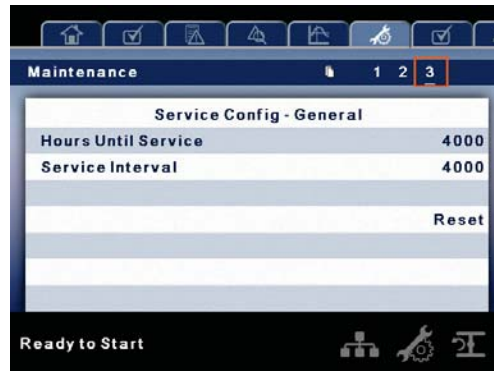 Maintenance 1 2 3
Service Config - General
Hours Until Service 4000
Service Interval 4000
Reset
Ready to Start